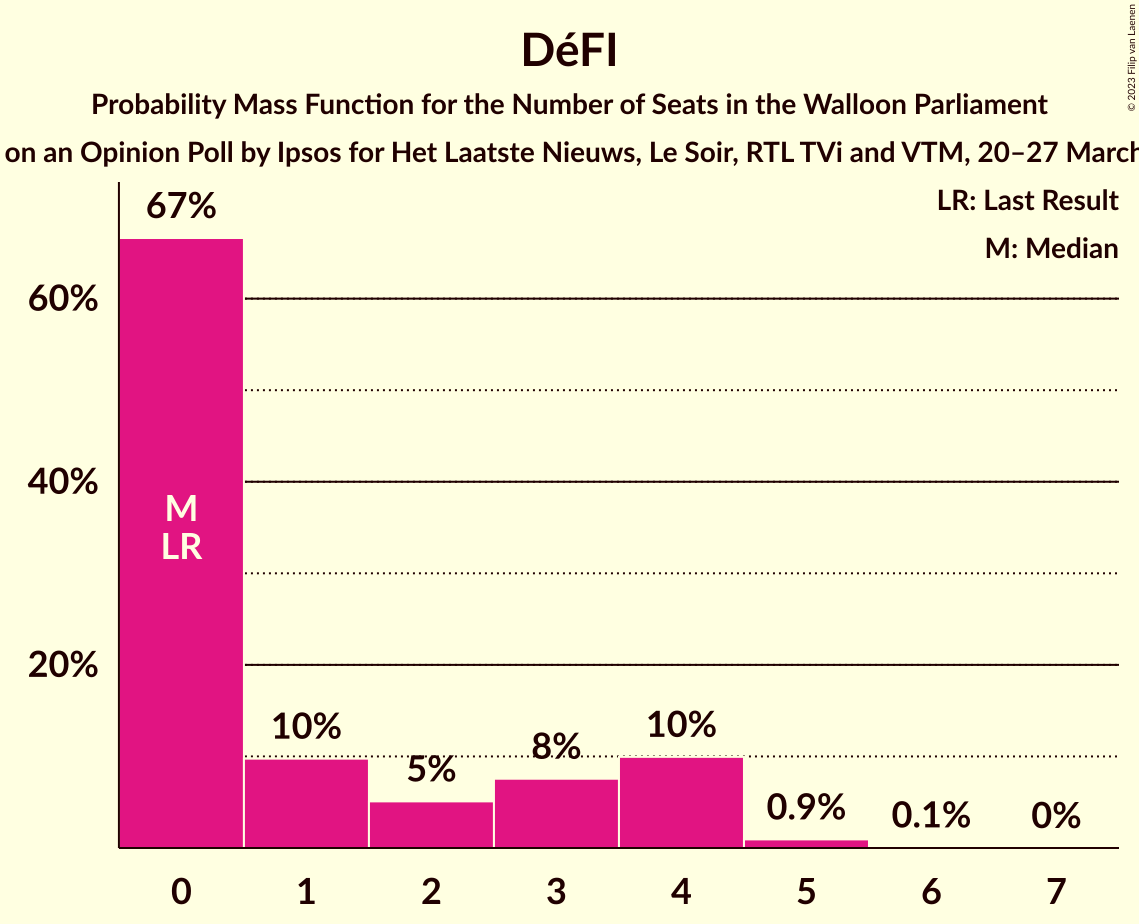 DéFI
Probability Mass Function for the Number of Seats in the Walloon Parliament
on an Opinion Poll by Ipsos for Het Laatste Nieuws, Le Soir, RTL TVi and VTM, 20–27 March
© 2023 Filip van Laenen
LR: Last Result
M: Median
67%
60%
40%
20%
M
LR
10%
5%
8%
10%
0.9%
0.1%
0%
0 1 2 3 4 5 6 7